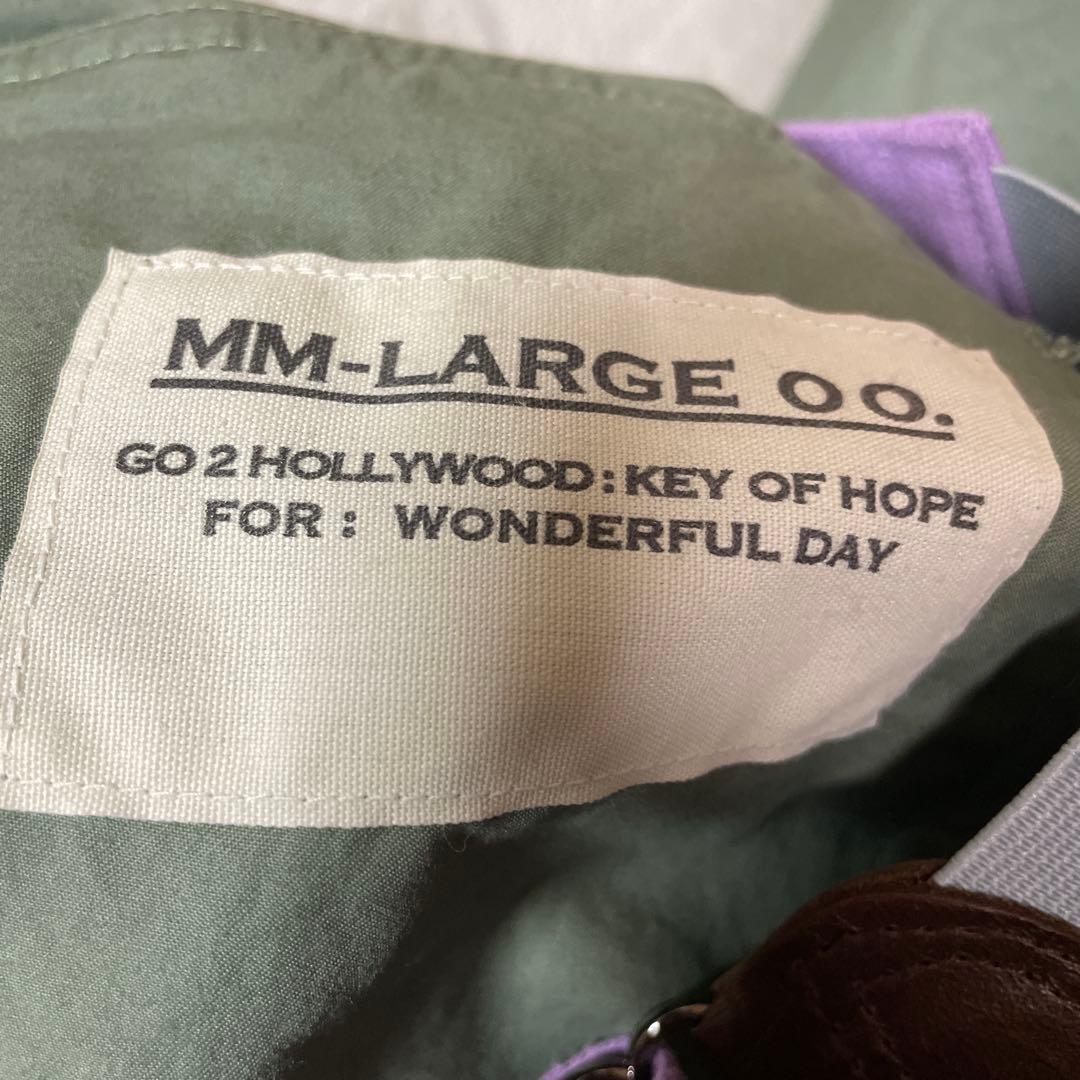 MM-LARGE OO.
GO 2 HOLLYWOOD: KEY OF HOPE
FOR: WONDERFUL DAY